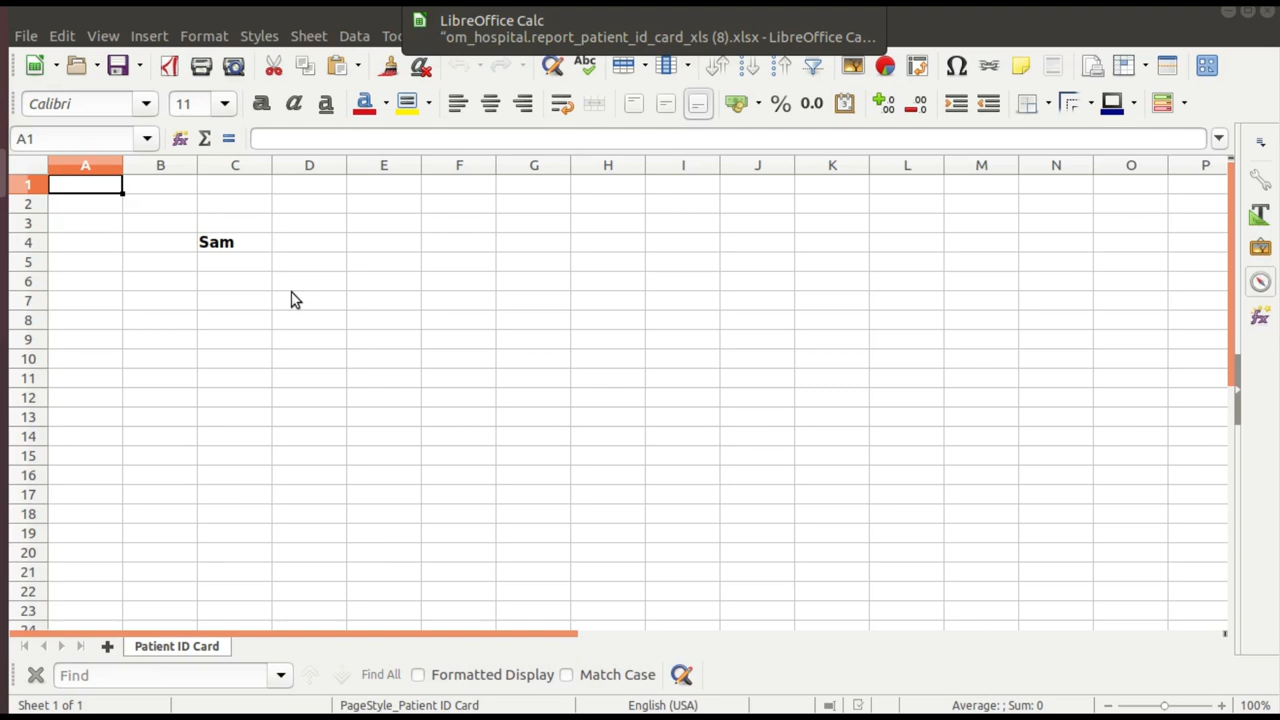 LibreOffice Calc
“om_hospital.report_patient_id_card_xls (8).xlsx - LibreOffice Ca...
File Edit View Insert Format Styles Sheet Data To
Calibri 11
A1
A B C D E F G H I J K L M N O P
1
2
3
4 Sam
5
6
7
8
9
10
11
12
13
14
15
16
17
18
19
20
21
22
23
24
Patient ID Card
Find Find All Formatted Display Match Case
Sheet 1 of 1 PageStyle_Patient ID Card English (USA) Average: ; Sum: 0 100%